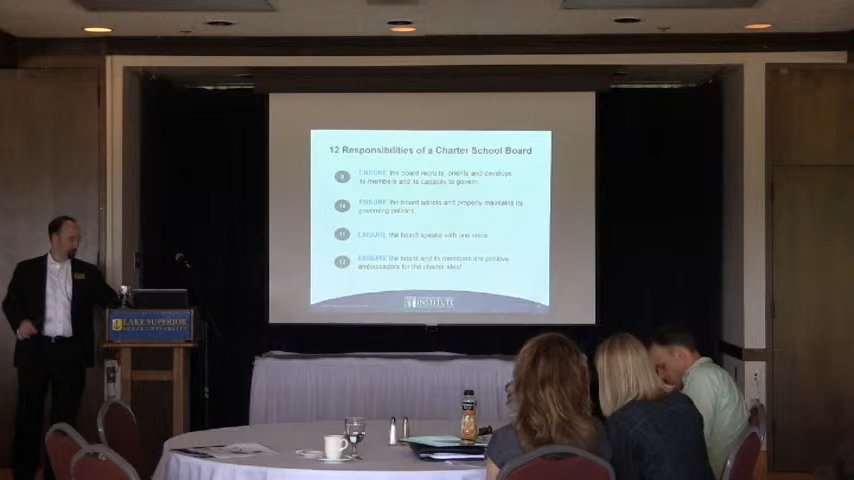 12 Responsibilities of a Charter School Board
9
ENSURE the board recruits, orients and develops
its members and its capacity to govern.
10
ENSURE the board adopts and properly maintains its
governing policies.
11
ENSURE the board speaks with one voice.
12
ENSURE the board and its members are positive
ambassadors for the charter idea!
INSTITUTE
LAKE SUPERIOR
STATE UNIVERSITY